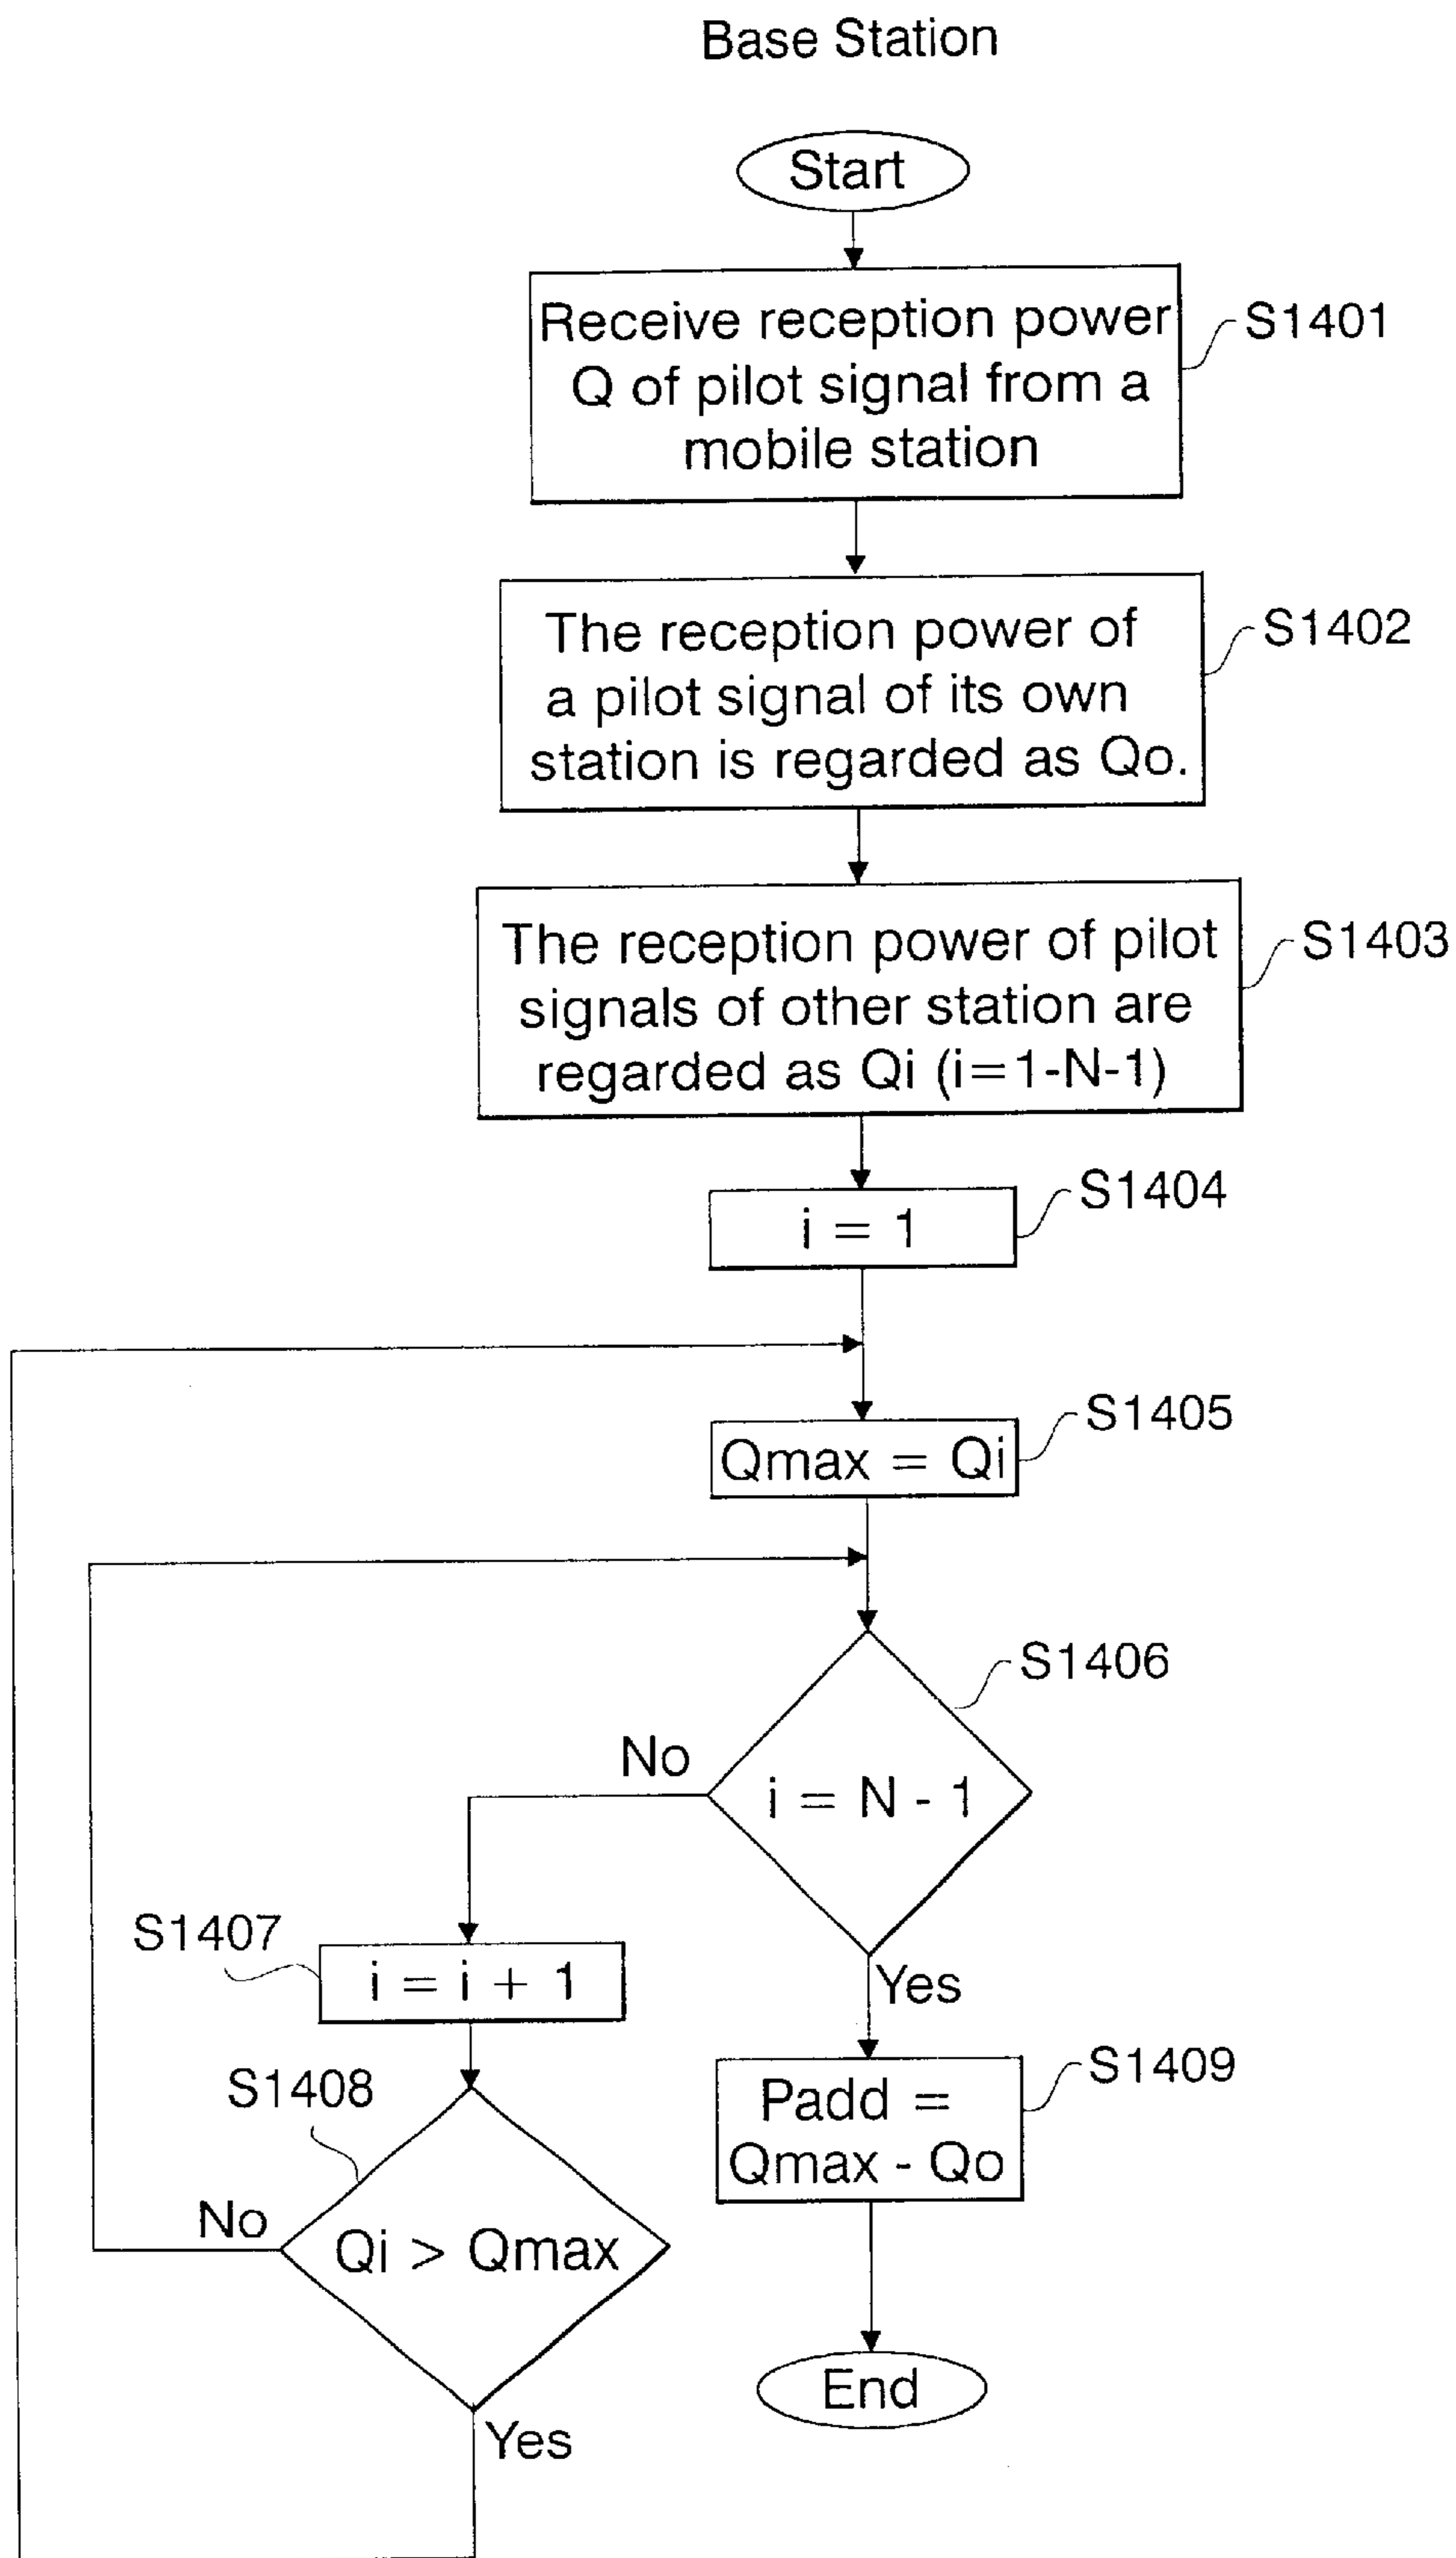 Base Station
Start
Receive reception power
Q of pilot signal from a
mobile station
S1401
The reception power of
a pilot signal of its own
station is regarded as Qo.
S1402
The reception power of pilot
signals of other station are
regarded as Qi (i=1-N-1)
S1403
i = 1
S1404
Qmax = Qi
S1405
i = N - 1
S1406
No
Yes
i = i + 1
S1407
Qi > Qmax
S1408
No
Yes
Padd =
Qmax - Qo
S1409
End